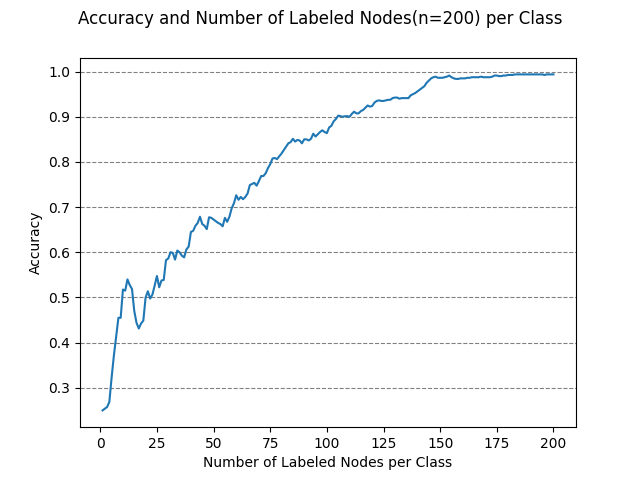 Accuracy and Number of Labeled Nodes(n=200) per Class
1.0
0.9
0.8
0.7
0.6
0.5
0.4
0.3
Accuracy
0 25 50 75 100 125 150 175 200
Number of Labeled Nodes per Class